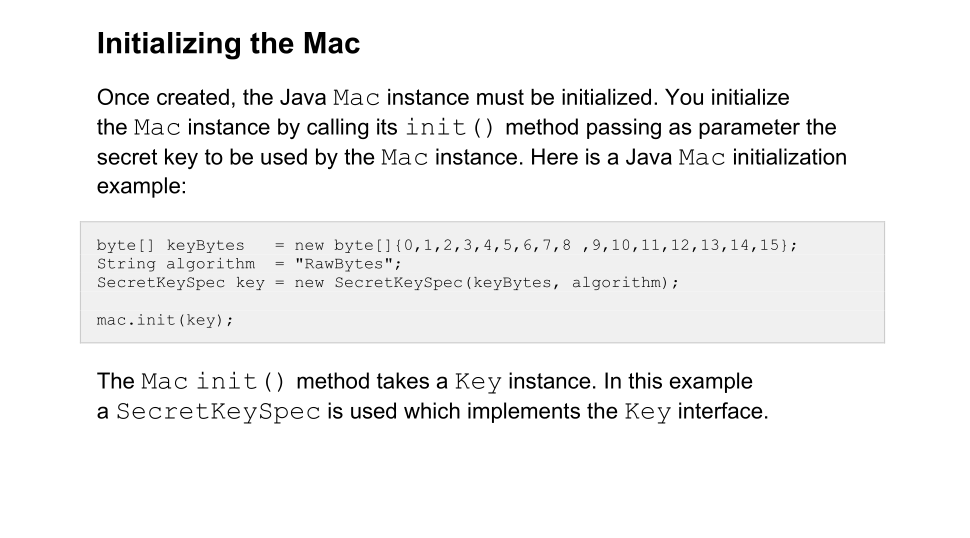 Initializing the Mac
Once created, the Java Mac instance must be initialized. You initialize
the Mac instance by calling its init() method passing as parameter the
secret key to be used by the Mac instance. Here is a Java Mac initialization
example:
byte[] keyBytes   = new byte[]{0,1,2,3,4,5,6,7,8 ,9,10,11,12,13,14,15};
String algorithm  = "RawBytes";
SecretKeySpec key = new SecretKeySpec(keyBytes, algorithm);
mac.init(key);
The Mac init() method takes a Key instance. In this example
a SecretKeySpec is used which implements the Key interface.